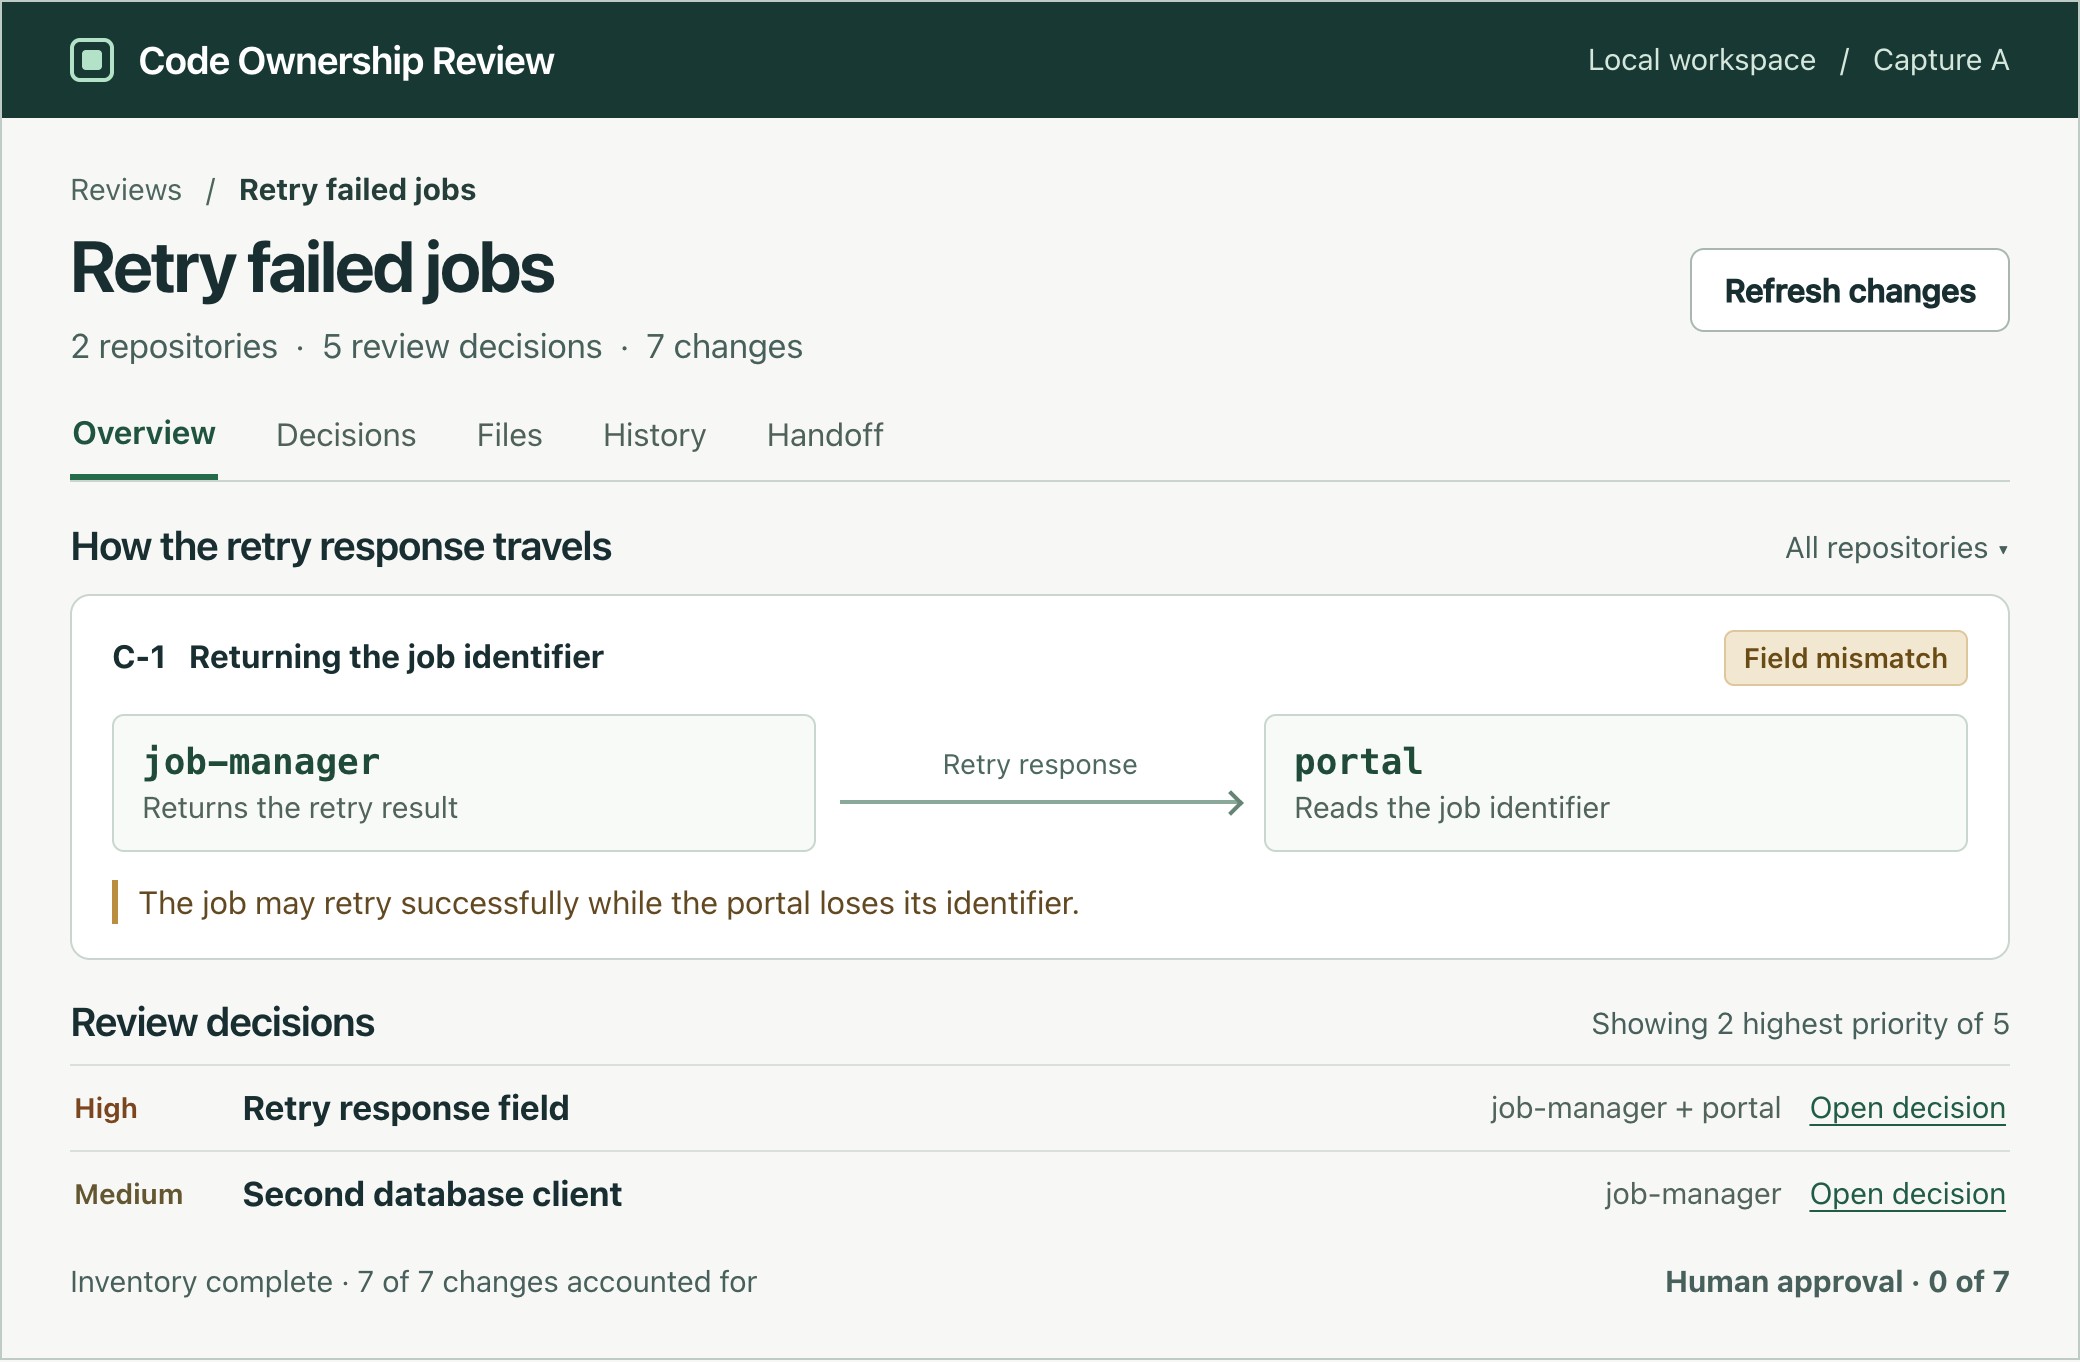 Code Ownership Review
Local workspace / Capture A
Reviews / Retry failed jobs
Retry failed jobs
Refresh changes
2 repositories · 5 review decisions · 7 changes
Overview Decisions Files History Handoff
How the retry response travels
All repositories ▾
C-1 Returning the job identifier
Field mismatch
job-manager
Returns the retry result
Retry response
portal
Reads the job identifier
The job may retry successfully while the portal loses its identifier.
Review decisions
Showing 2 highest priority of 5
High Retry response field job-manager + portal Open decision
Medium Second database client job-manager Open decision
Inventory complete · 7 of 7 changes accounted for
Human approval · 0 of 7